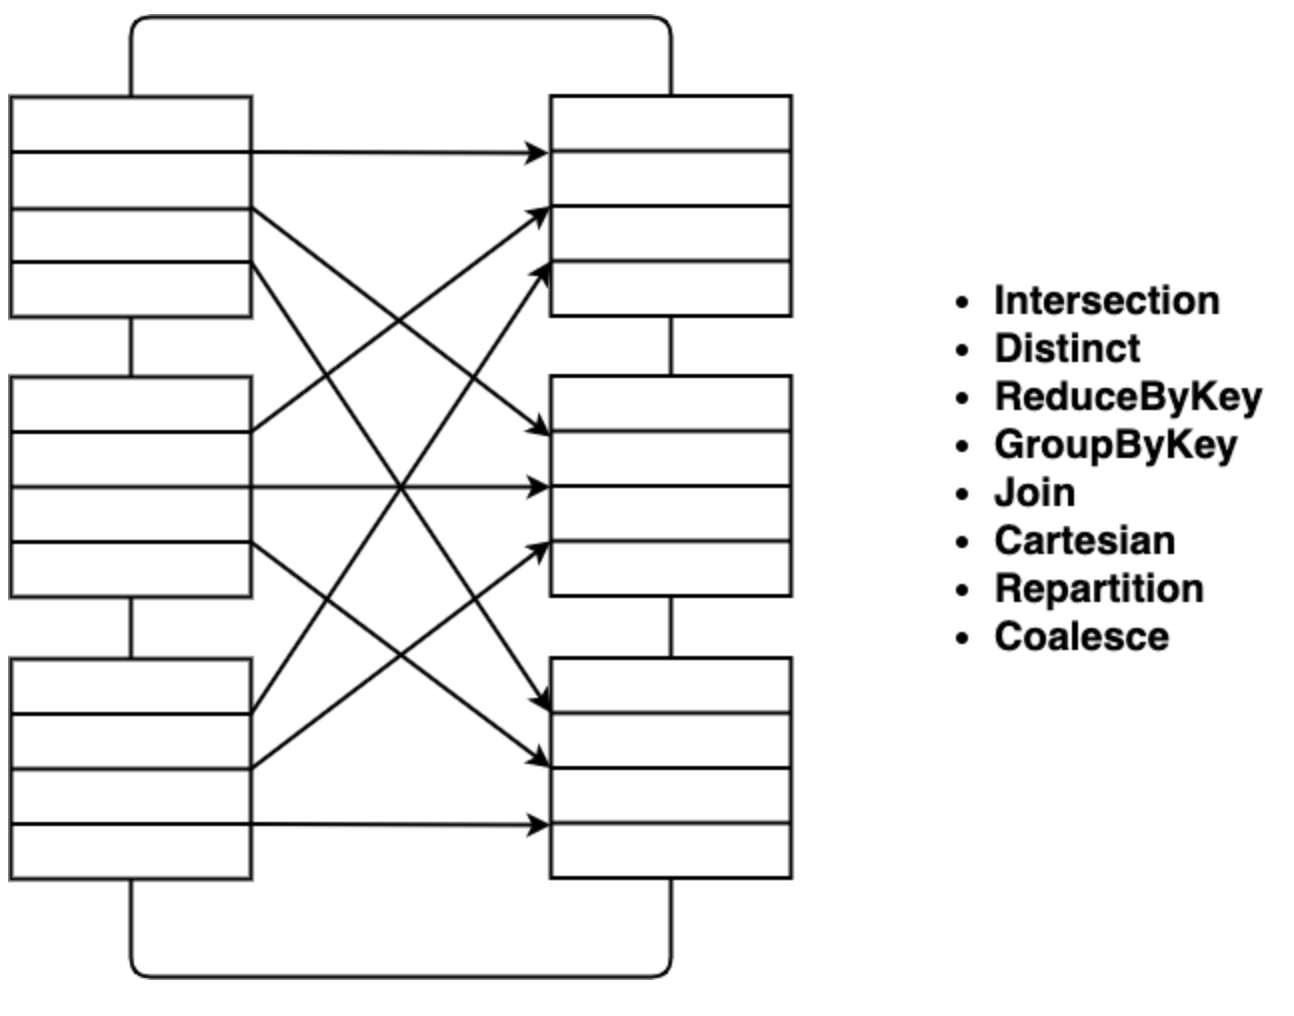 • Intersection
• Distinct
• ReduceByKey
• GroupByKey
• Join
• Cartesian
• Repartition
• Coalesce